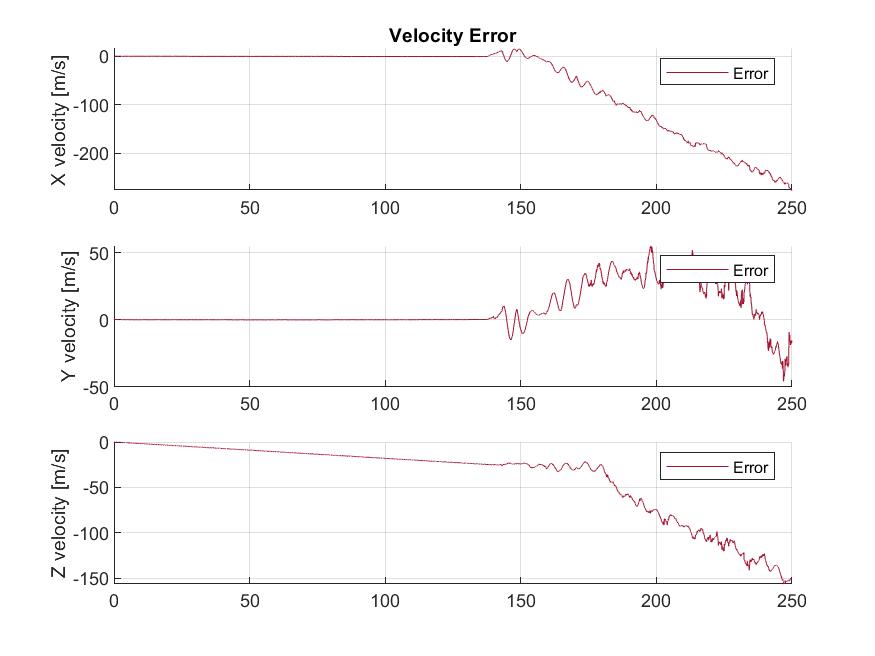 Velocity Error
X velocity [m/s]
0
-100
-200
Error
0 50 100 150 200 250
Y velocity [m/s]
50
0
-50
Error
0 50 100 150 200 250
Z velocity [m/s]
0
-50
-100
-150
Error
0 50 100 150 200 250